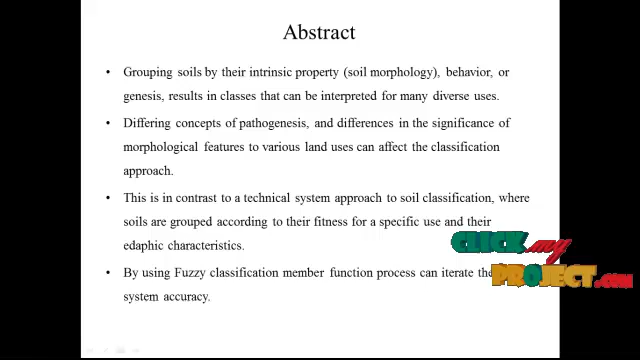 Abstract
• Grouping soils by their intrinsic property (soil morphology), behavior, or
genesis, results in classes that can be interpreted for many diverse uses.
• Differing concepts of pathogenesis, and differences in the significance of
morphological features to various land uses can affect the classification
approach.
• This is in contrast to a technical system approach to soil classification, where
soils are grouped according to their fitness for a specific use and their
edaphic characteristics.
CLICK my
PROJECT.COM
• By using Fuzzy classification member function process can iterate the
system accuracy.